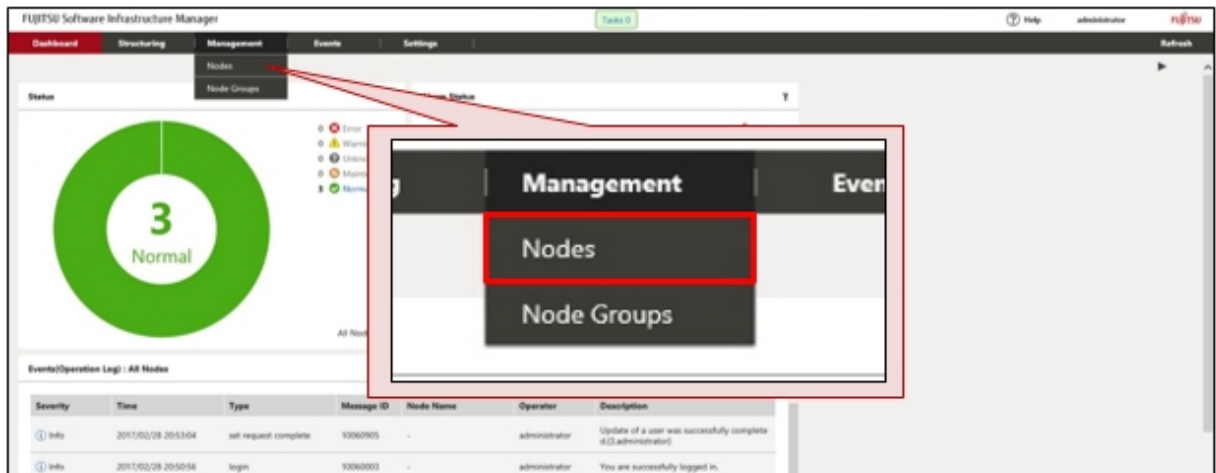 FUJITSU Software Infrastructure Manager
Tasks 0
Help
administrator
FUJITSU
Dashboard
Structuring
Management
Events
Settings
Refresh
Nodes
Node Groups
Status
Status
0 Error
0
0
0
3
3
Normal
All
Management
Even
Nodes
Node Groups
Events(Operation Log) : All Nodes
Severity
Time
Type
Message ID
Node Name
Operator
Description
Info
2017/02/28 20:53:04
set request complete
10060905
-
administrator
Update of a user was successfully complete
d.(3,administrator)
Info
2017/02/28 20:50:56
login
10060003
-
administrator
You are successfully logged in.